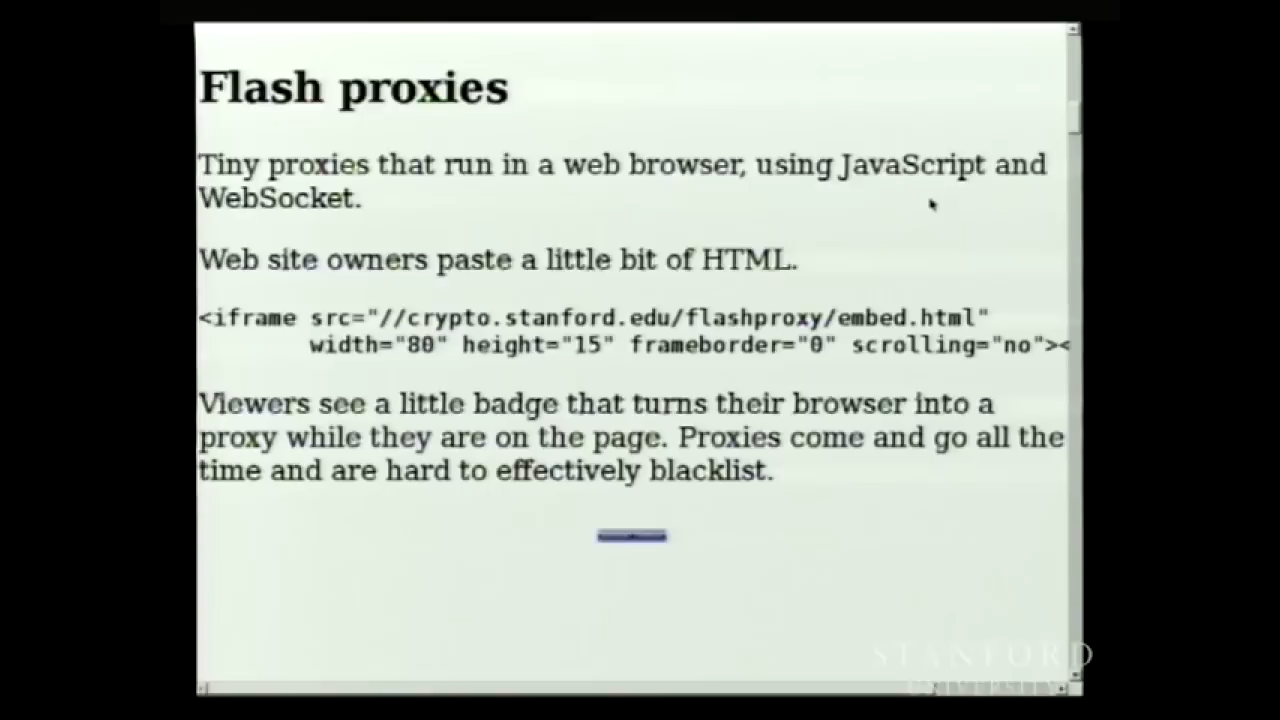 Flash proxies
Tiny proxies that run in a web browser, using JavaScript and
WebSocket.
Web site owners paste a little bit of HTML.
<iframe src="//crypto.stanford.edu/flashproxy/embed.html"
width="80" height="15" frameborder="0" scrolling="no"><
Viewers see a little badge that turns their browser into a
proxy while they are on the page. Proxies come and go all the
time and are hard to effectively blacklist.
STANFORD
UNIVERSITY